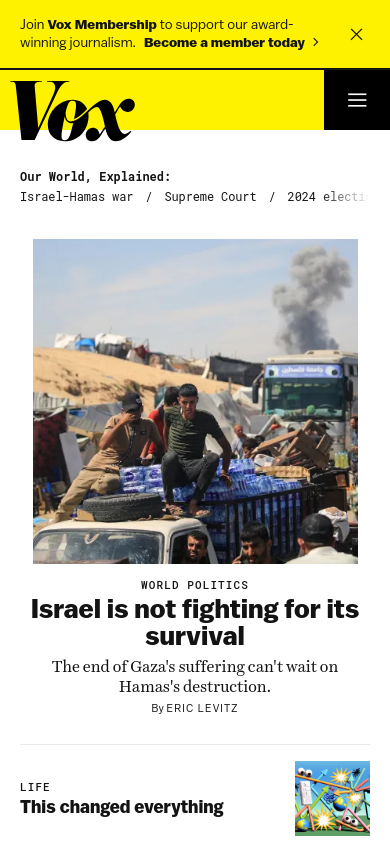 Join Vox Membership to support our award-
winning journalism. Become a member today
Vox
Our World, Explained:
Israel-Hamas war / Supreme Court / 2024 electi
WORLD POLITICS
Israel is not fighting for its
survival
The end of Gaza's suffering can't wait on
Hamas's destruction.
By ERIC LEVITZ
LIFE
This changed everything